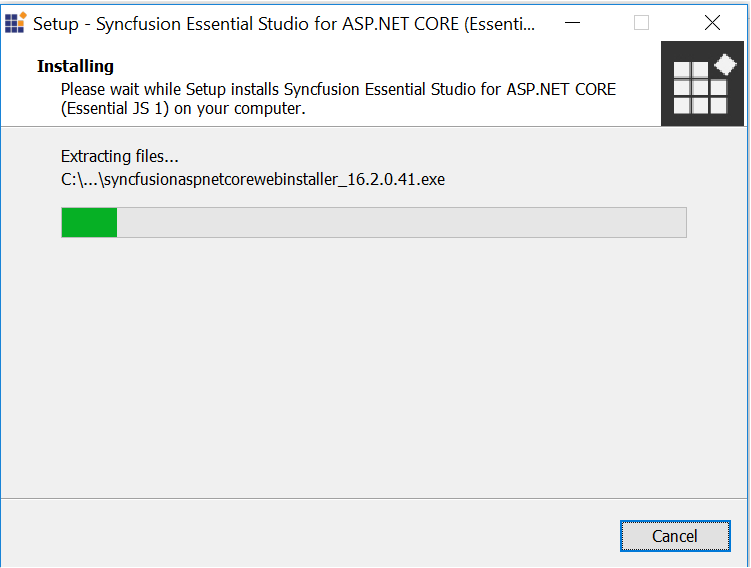 Setup - Syncfusion Essential Studio for ASP.NET CORE (Essenti...
Installing
Please wait while Setup installs Syncfusion Essential Studio for ASP.NET CORE
(Essential JS 1) on your computer.
Extracting files...
C:\...\syncfusionaspnetcorewebinstaller_16.2.0.41.exe
Cancel